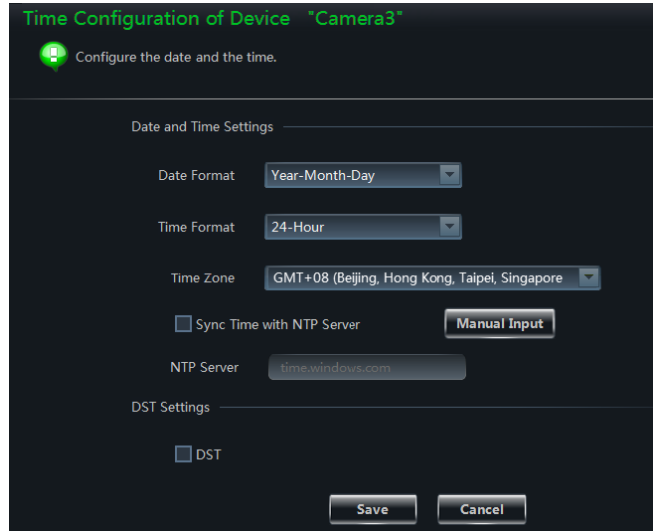 Time Configuration of Device "Camera3"
Configure the date and the time.
Date and Time Settings
Date Format Year-Month-Day
Time Format 24-Hour
Time Zone GMT+08 (Beijing, Hong Kong, Taipei, Singapore
Sync Time with NTP Server Manual Input
NTP Server time.windows.com
DST Settings
DST
Save Cancel